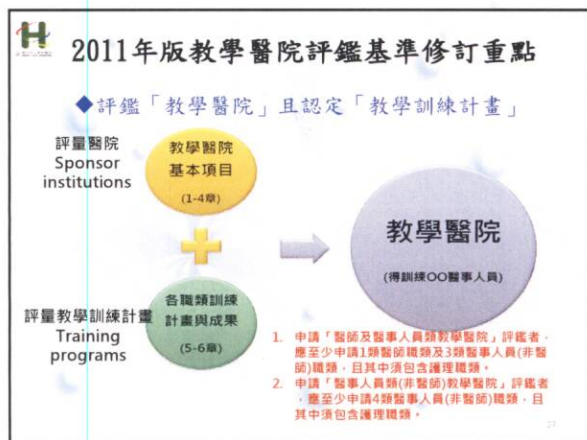 2011年版教學醫院評鑑基準修訂重點
◆評鑑「教學醫院」且認定「教學訓練計畫」
評量醫院
Sponsor
institutions
教學醫院
基本項目
(1-4章)
教學醫院
(得訓練OO醫事人員)
評量教學訓練計畫
Training
programs
各職類訓練
計畫與成果
(5-6章)
1. 申請「醫師及醫事人員類教學醫院」評鑑者，
應至少申請1類醫師職類及3類醫事人員(非醫
師)職類，且其中須包含護理職類。
2. 申請「醫事人員類(非醫師)教學醫院」評鑑者
，應至少申請4類醫事人員(非醫師)職類，且
其中須包含護理職類。